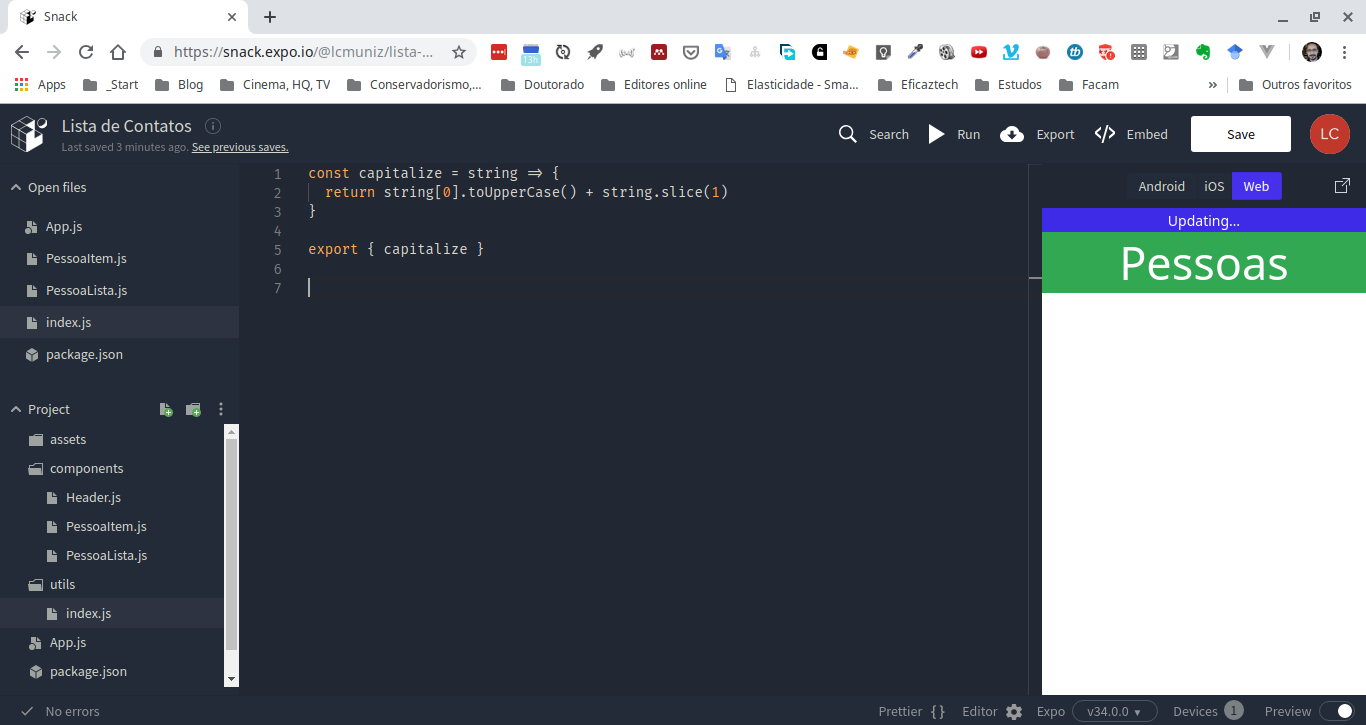 Snack
https://snack.expo.io/@lcmuniz/lista-...
13h
Apps
_Start
Blog
Cinema, HQ, TV
Conservadorismo,...
Doutorado
Editores online
Elasticidade - Sma...
Eficaztech
Estudos
Facam
»
Outros favoritos
Lista de Contatos
Last saved 3 minutes ago. See previous saves.
Search
Run
Export
Embed
Save
LC
Open files
App.js
PessoaItem.js
PessoaLista.js
index.js
package.json
Project
assets
components
Header.js
PessoaItem.js
PessoaLista.js
utils
index.js
App.js
package.json
1 const capitalize = string => {
2 return string[0].toUpperCase() + string.slice(1)
3 }
4
5 export { capitalize }
6
7
Android
iOS
Web
Updating...
Pessoas
No errors
Prettier { }
Editor
Expo
v34.0.0 ▾
Devices 1
Preview